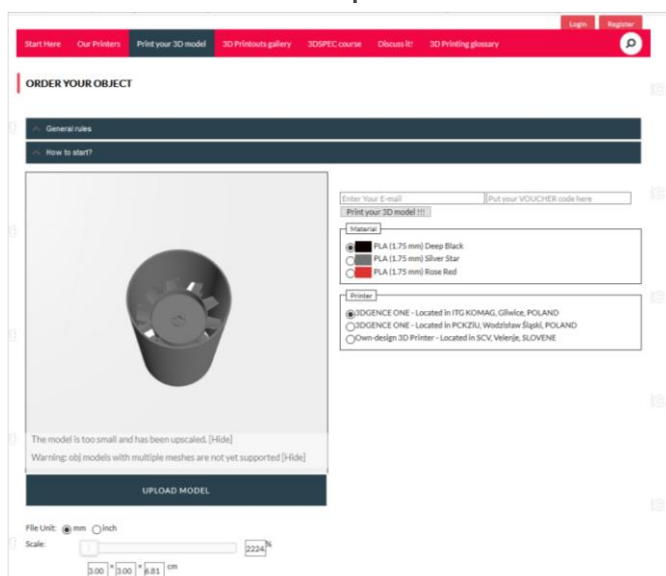 Login Register
Start Here Our Printers Print your 3D model 3D Printouts gallery 3DSPEC course Discuss it! 3D Printing glossary
ORDER YOUR OBJECT
General rules
How to start?
Enter Your E-mail Put your VOUCHER code here
Print your 3D model !!!
Material
PLA (1.75 mm) Deep Black
PLA (1.75 mm) Silver Star
PLA (1.75 mm) Rose Red
Printer
3DGENCE ONE - Located in ITG KOMAG, Gliwice, POLAND
3DGENCE ONE - Located in PCKZiU, Wodzisław Śląski, POLAND
Own-design 3D Printer - Located in SCV, Velenje, SLOVENE
The model is too small and has been upscaled. [Hide]
Warning: obj models with multiple meshes are not yet supported [Hide]
UPLOAD MODEL
File Unit: mm inch
Scale: 2224 %
3.00 × 3.00 × 6.81 cm